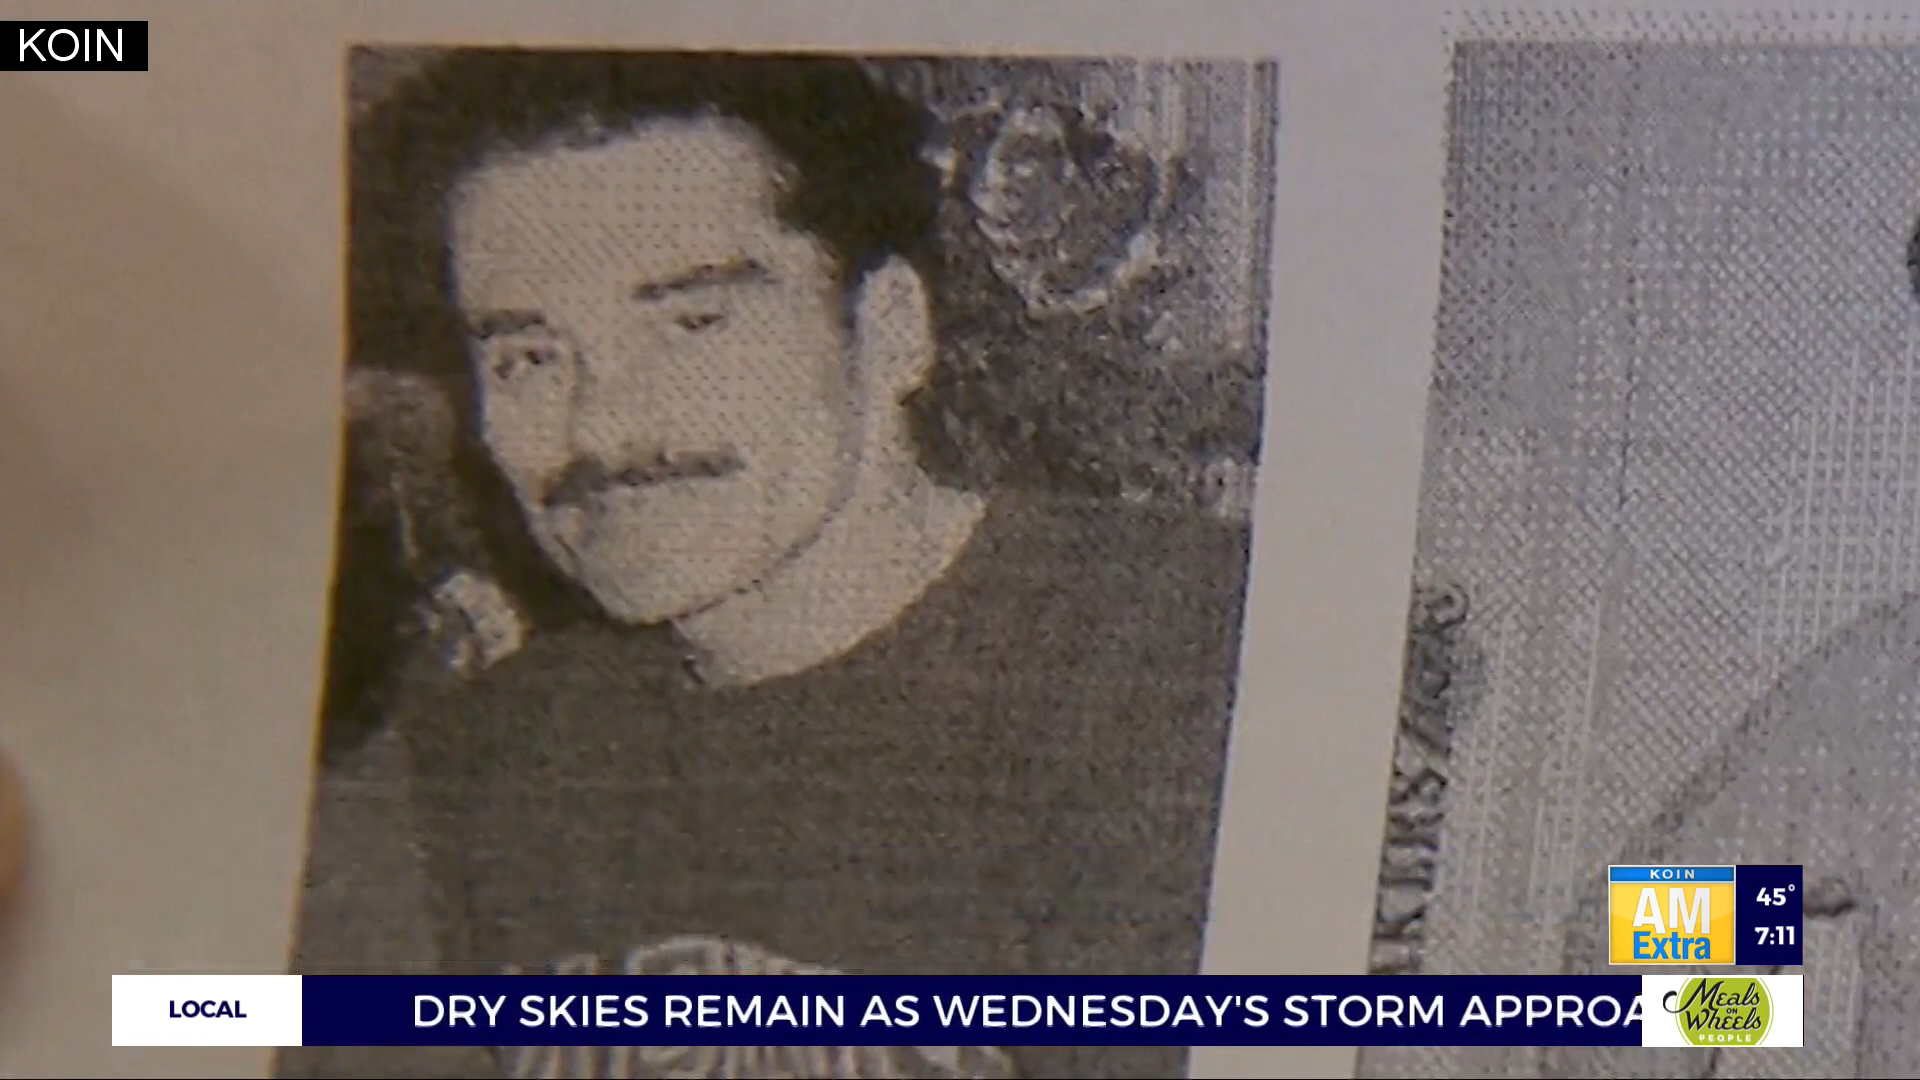 KOIN
KOIN
AM
Extra
45°
7:11
LOCAL
DRY SKIES REMAIN AS WEDNESDAY'S STORM APPROA
Meals
ON
Wheels
PEOPLE